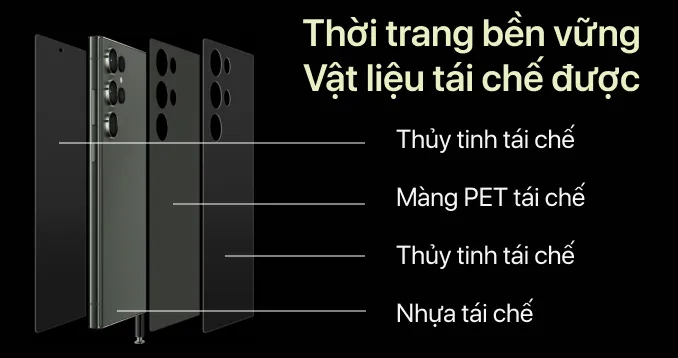 Thời trang bền vững
Vật liệu tái chế được
Thủy tinh tái chế
Màng PET tái chế
Thủy tinh tái chế
Nhựa tái chế